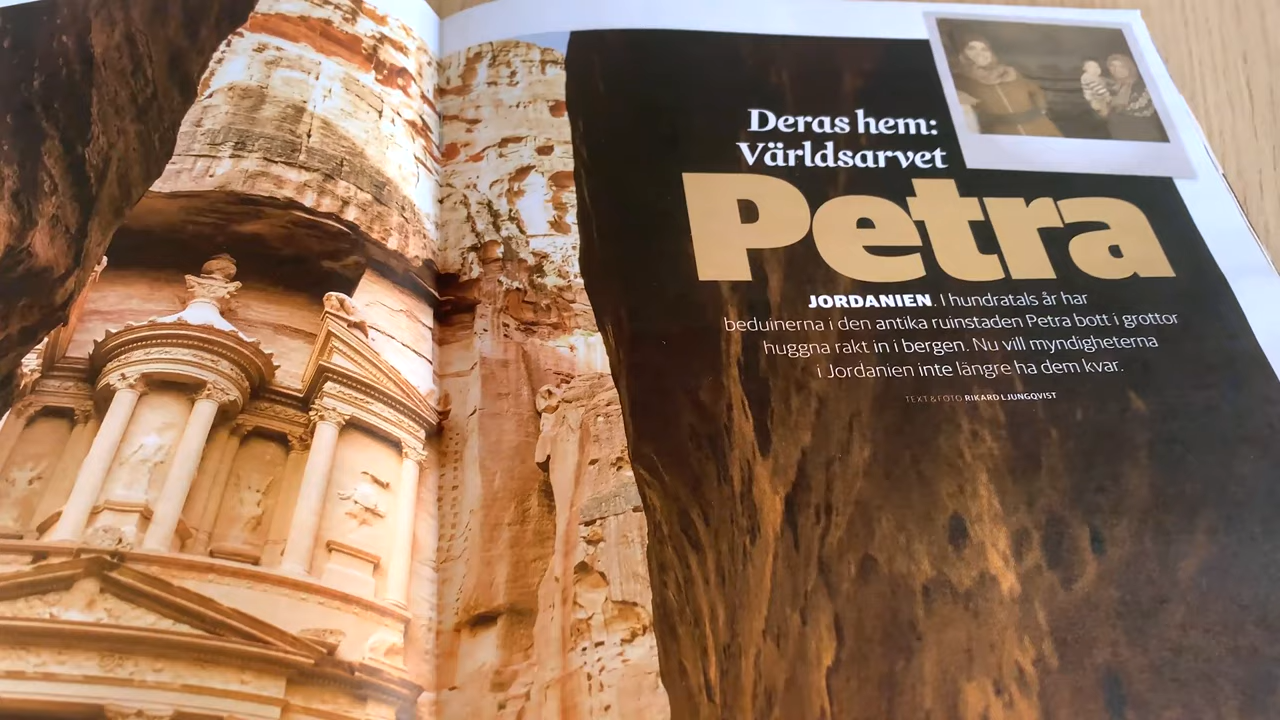 Deras hem:
Världsarvet
Petra
JORDANIEN. I hundratals år har
beduinerna i den antika ruinstaden Petra bott i grottor
huggna rakt in i bergen. Nu vill myndigheterna
i Jordanien inte längre ha dem kvar.
TEXT & FOTO RIKARD LJUNGQVIST